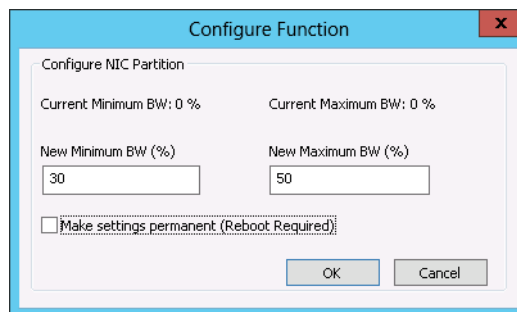 Configure Function
x
Configure NIC Partition
Current Minimum BW: 0 % Current Maximum BW: 0 %
New Minimum BW (%) New Maximum BW (%)
30 50
Make settings permanent (Reboot Required)
OK Cancel